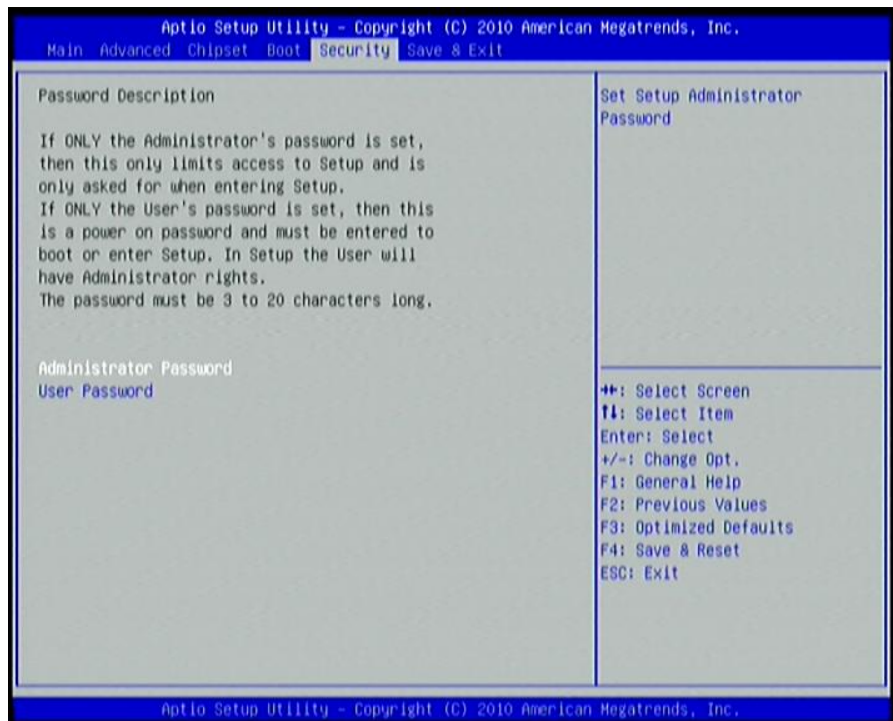 Aptio Setup Utility - Copyright (C) 2010 American Megatrends, Inc.
Main Advanced Chipset Boot Security Save & Exit
Password Description
If ONLY the Administrator's password is set,
then this only limits access to Setup and is
only asked for when entering Setup.
If ONLY the User's password is set, then this
is a power on password and must be entered to
boot or enter Setup. In Setup the User will
have Administrator rights.
The password must be 3 to 20 characters long.
Administrator Password
User Password
Set Setup Administrator
Password
→←: Select Screen
↑↓: Select Item
Enter: Select
+/-: Change Opt.
F1: General Help
F2: Previous Values
F3: Optimized Defaults
F4: Save & Reset
ESC: Exit
Aptio Setup Utility - Copyright (C) 2010 American Megatrends, Inc.